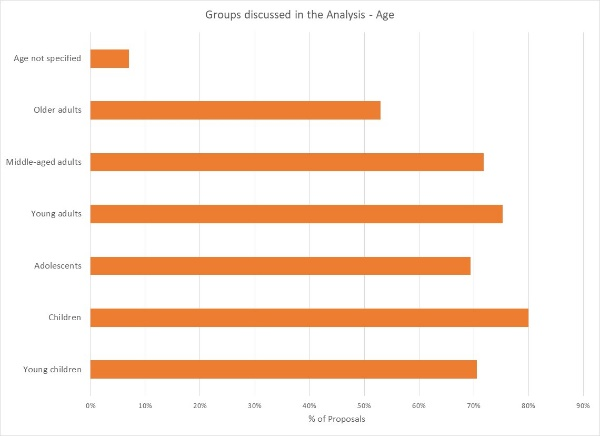 Groups discussed in the Analysis - Age
Age not specified
Older adults
Middle-aged adults
Young adults
Adolescents
Children
Young children
0% 10% 20% 30% 40% 50% 60% 70% 80% 90%
% of Proposals